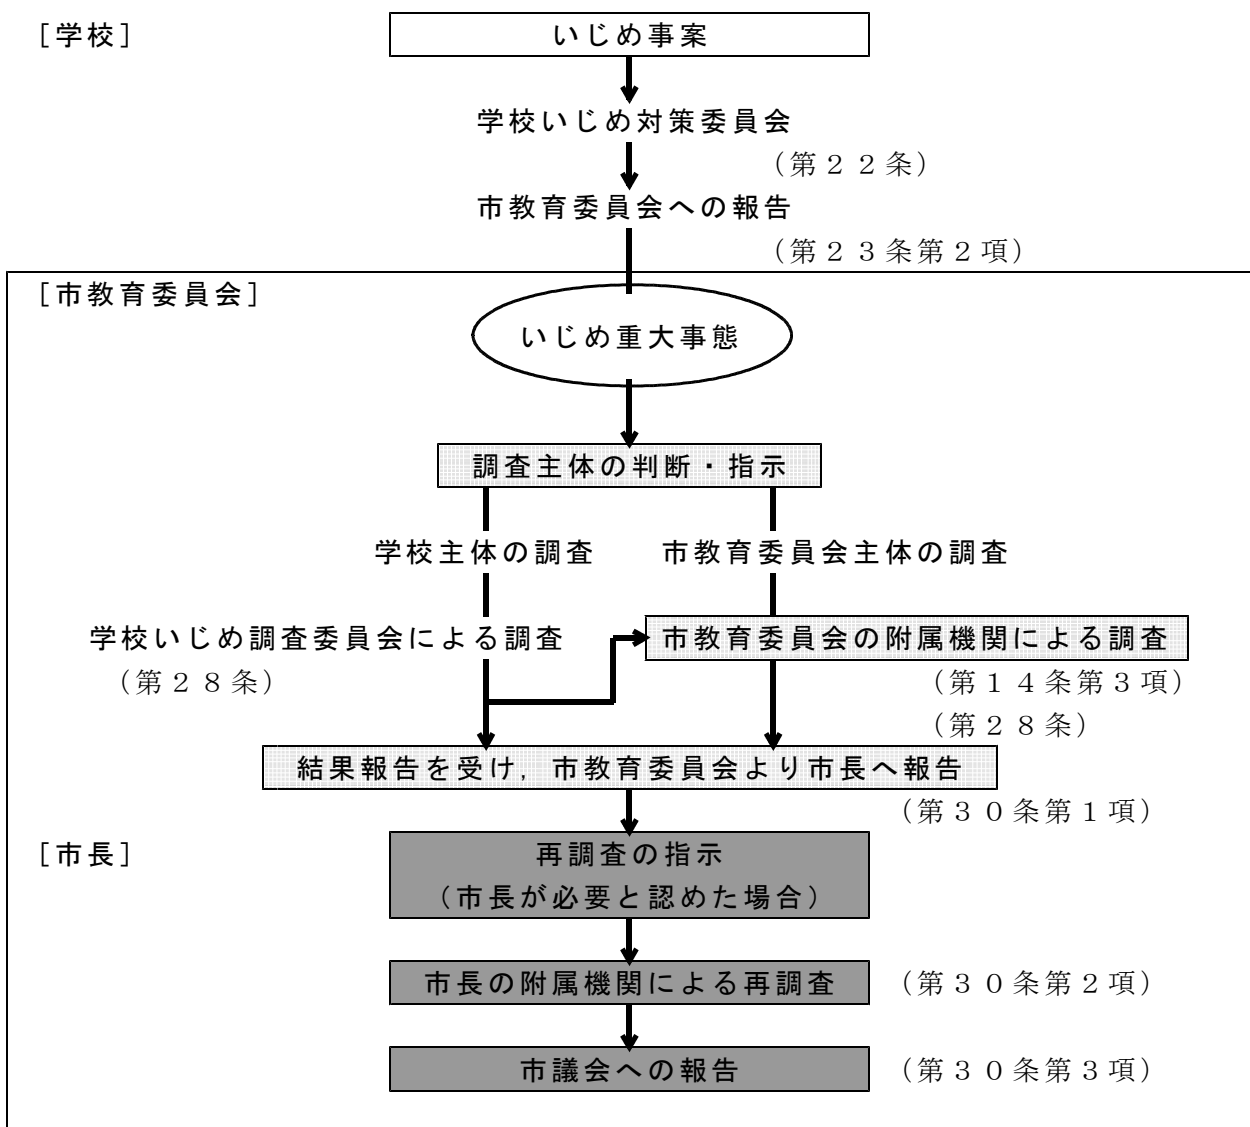 ［学校］
いじめ事案
学校いじめ対策委員会
（第２２条）
市教育委員会への報告
（第２３条第２項）
［市教育委員会］
いじめ重大事態
調査主体の判断・指示
学校主体の調査
市教育委員会主体の調査
学校いじめ調査委員会による調査
（第２８条）
市教育委員会の附属機関による調査
（第１４条第３項）
（第２８条）
結果報告を受け，市教育委員会より市長へ報告
（第３０条第１項）
［市長］
再調査の指示
（市長が必要と認めた場合）
市長の附属機関による再調査
（第３０条第２項）
市議会への報告
（第３０条第３項）